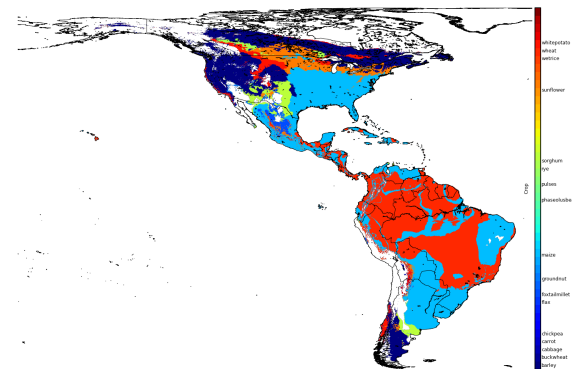 whitepotato
wheat
wetrice
sunflower
sorghum
rye
pulses
phaseolusbe
maize
groundnut
foxtailmillet
flax
chickpea
carrot
cabbage
buckwheat
barley
Crop